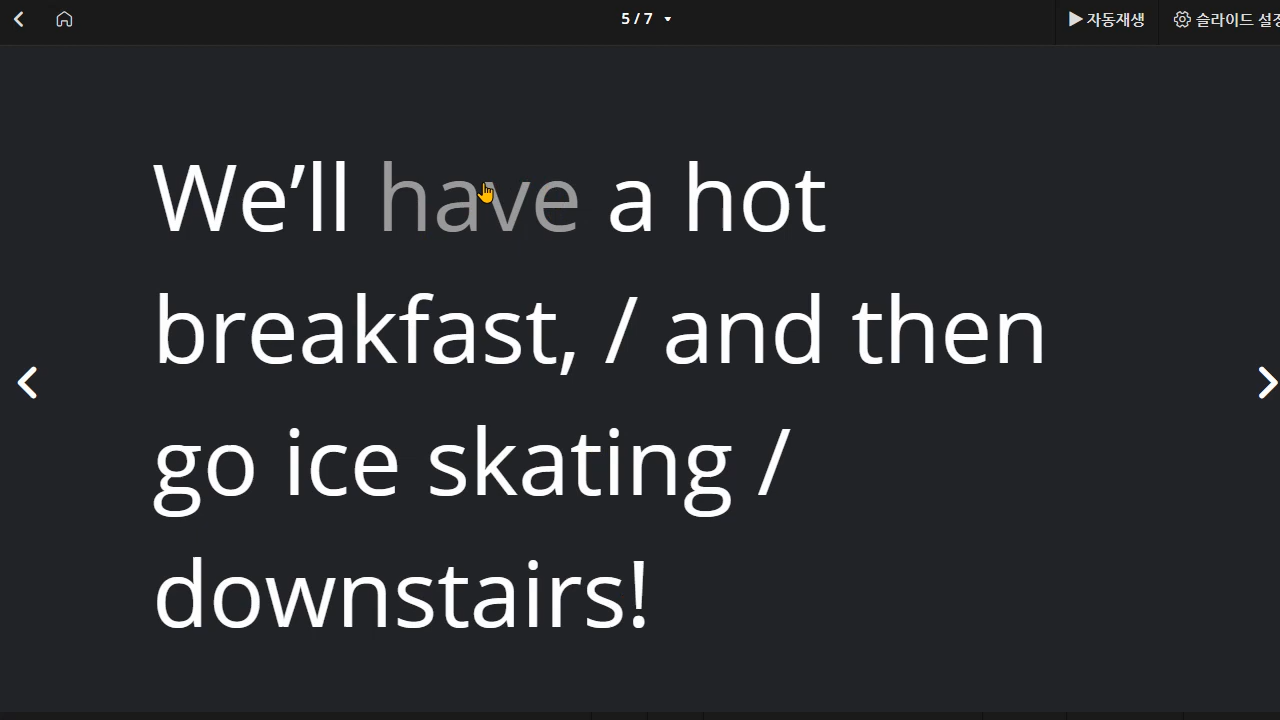 5 / 7
자동재생
슬라이드 설정
We’ll have a hot
breakfast, / and then
go ice skating /
downstairs!